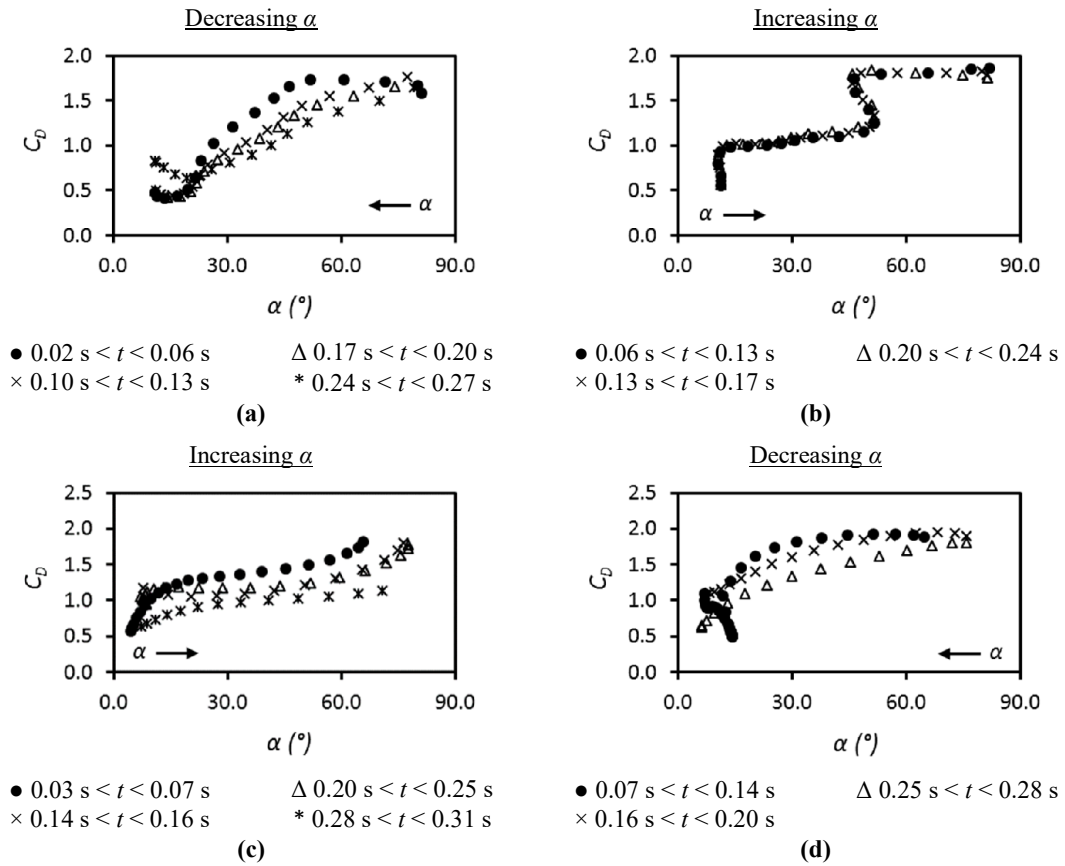 Decreasing α
Increasing α
2.0
1.5
1.0
0.5
0.0
C_D
α
0.0 30.0 60.0 90.0
α (°)
2.0
1.5
1.0
0.5
0.0
C_D
α
0.0 30.0 60.0 90.0
α (°)
● 0.02 s < t < 0.06 s Δ 0.17 s < t < 0.20 s
× 0.10 s < t < 0.13 s * 0.24 s < t < 0.27 s
(a)
● 0.06 s < t < 0.13 s Δ 0.20 s < t < 0.24 s
× 0.13 s < t < 0.17 s
(b)
Increasing α
Decreasing α
2.5
2.0
1.5
1.0
0.5
0.0
C_D
α
0.0 30.0 60.0 90.0
α (°)
2.5
2.0
1.5
1.0
0.5
0.0
C_D
α
0.0 30.0 60.0 90.0
α (°)
● 0.03 s < t < 0.07 s Δ 0.20 s < t < 0.25 s
× 0.14 s < t < 0.16 s * 0.28 s < t < 0.31 s
(c)
● 0.07 s < t < 0.14 s Δ 0.25 s < t < 0.28 s
× 0.16 s < t < 0.20 s
(d)